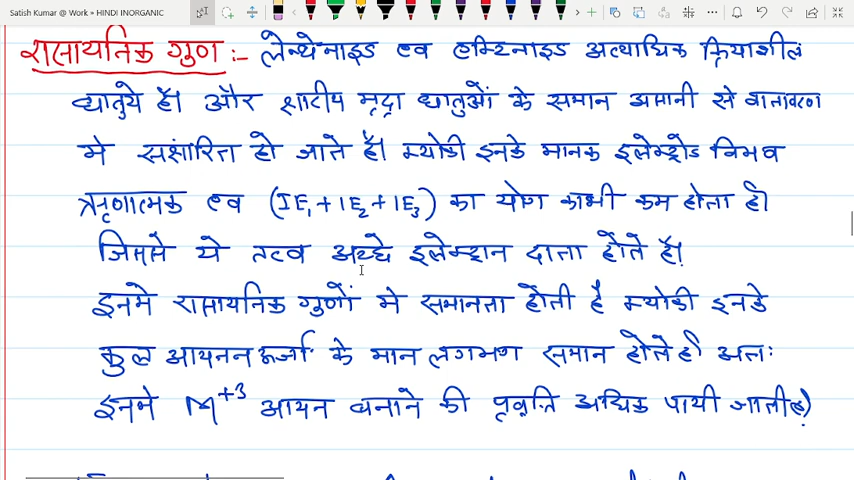 Satish Kumar @ Work » HINDI INORGANIC
रासायनिक गुण :- लेन्थेनाइड एव एक्टिनाइड अत्याधिक क्रियाशील
धातुये है। और क्षारीय मृदा धातुओं के समान आसानी से वातावरण
मे संक्षारित हो जाते है। क्योकी इनके मानक इलेक्ट्रोड विभव
ऋणात्मक एव (IE₁+IE₂+IE₃) का योग काफी कम होता है।
जिससे ये तत्व अच्छे इलेक्ट्रान दाता होते है।
इनमे रासायनिक गुणों मे समानता होती है क्योकी इनके
कुल आयनन ऊर्जा के मान लगभग समान होते है। अतः
इनमे M⁺³ आयन बनाने की प्रवृत्ति अधिक पायी जाती है।